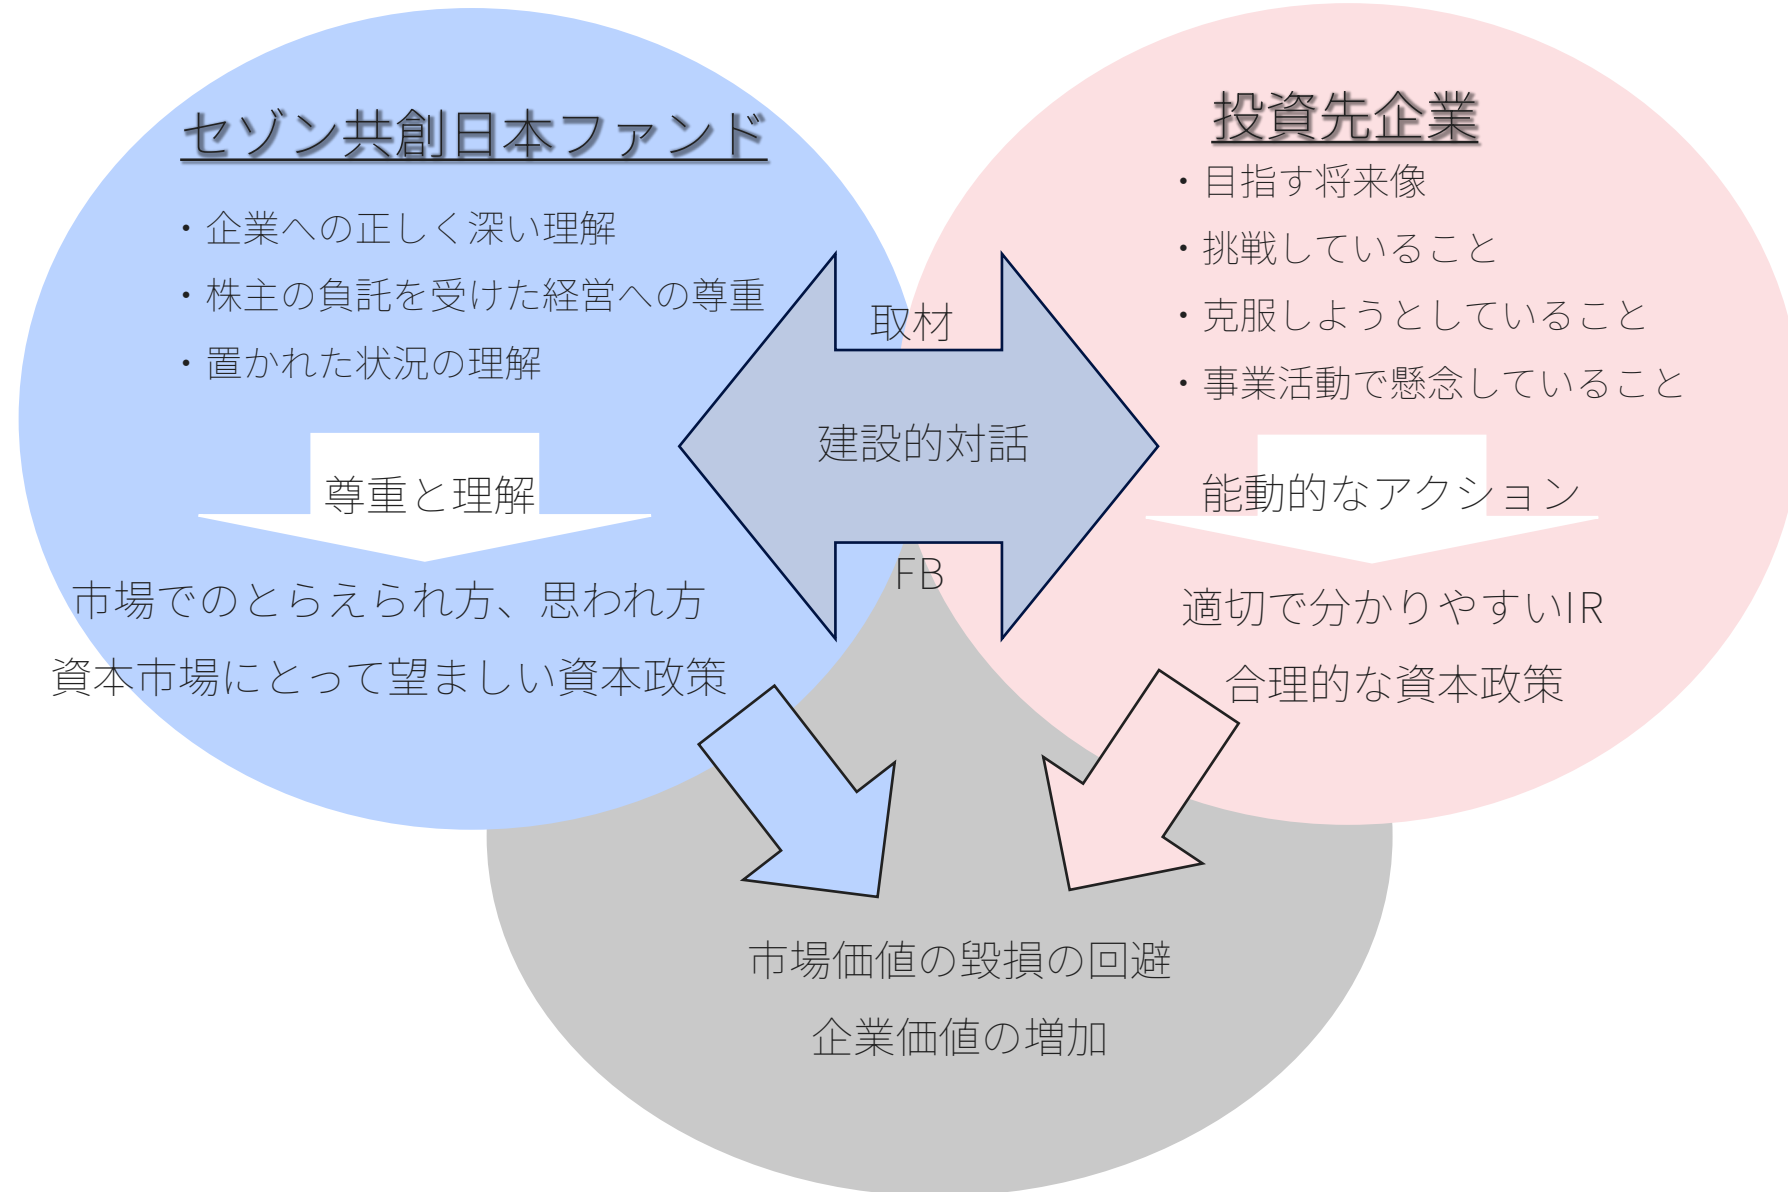 セゾン共創日本ファンド
・企業への正しく深い理解
・株主の負託を受けた経営への尊重
・置かれた状況の理解
尊重と理解
市場でのとらえられ方、思われ方
資本市場にとって望ましい資本政策
取材
建設的対話
FB
投資先企業
・目指す将来像
・挑戦していること
・克服しようとしていること
・事業活動で懸念していること
能動的なアクション
適切で分かりやすいIR
合理的な資本政策
市場価値の毀損の回避
企業価値の増加